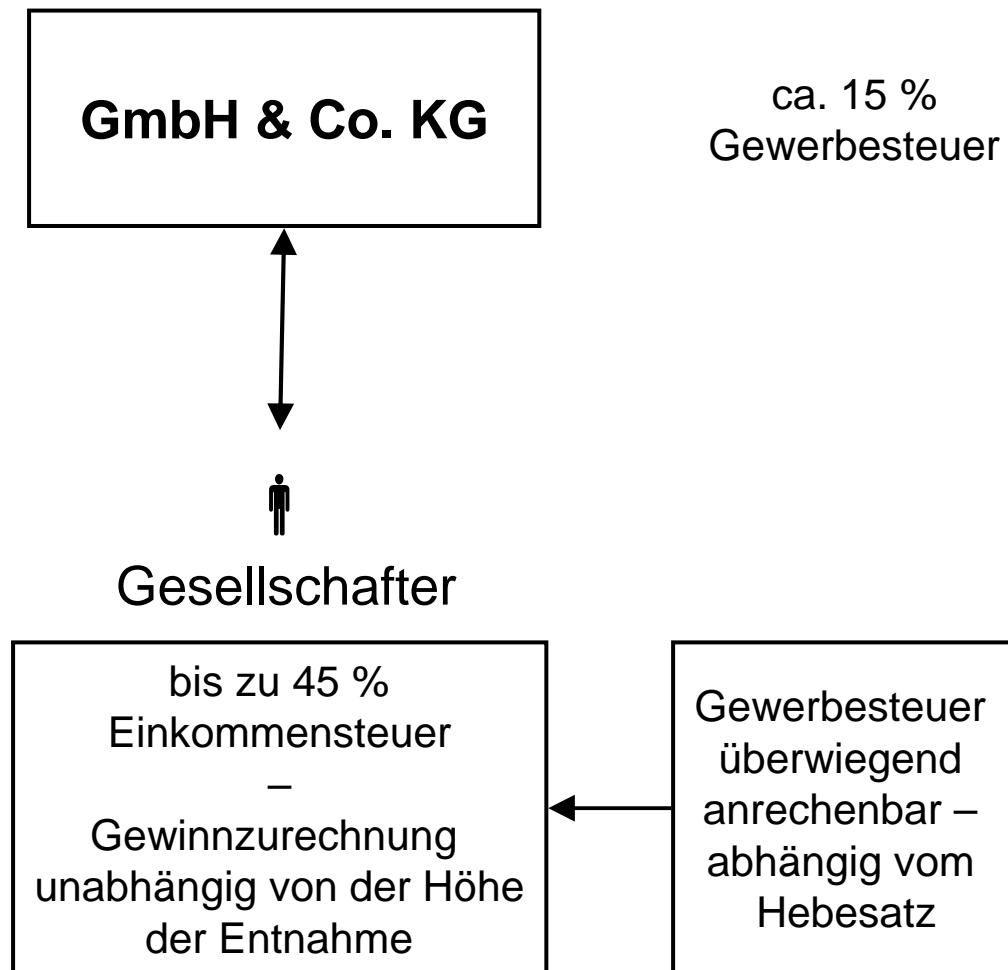 GmbH & Co. KG
ca. 15 %
Gewerbesteuer
Gesellschafter
bis zu 45 %
Einkommensteuer
–
Gewinnzurechnung
unabhängig von der Höhe
der Entnahme
Gewerbesteuer
überwiegend
anrechenbar –
abhängig vom
Hebesatz